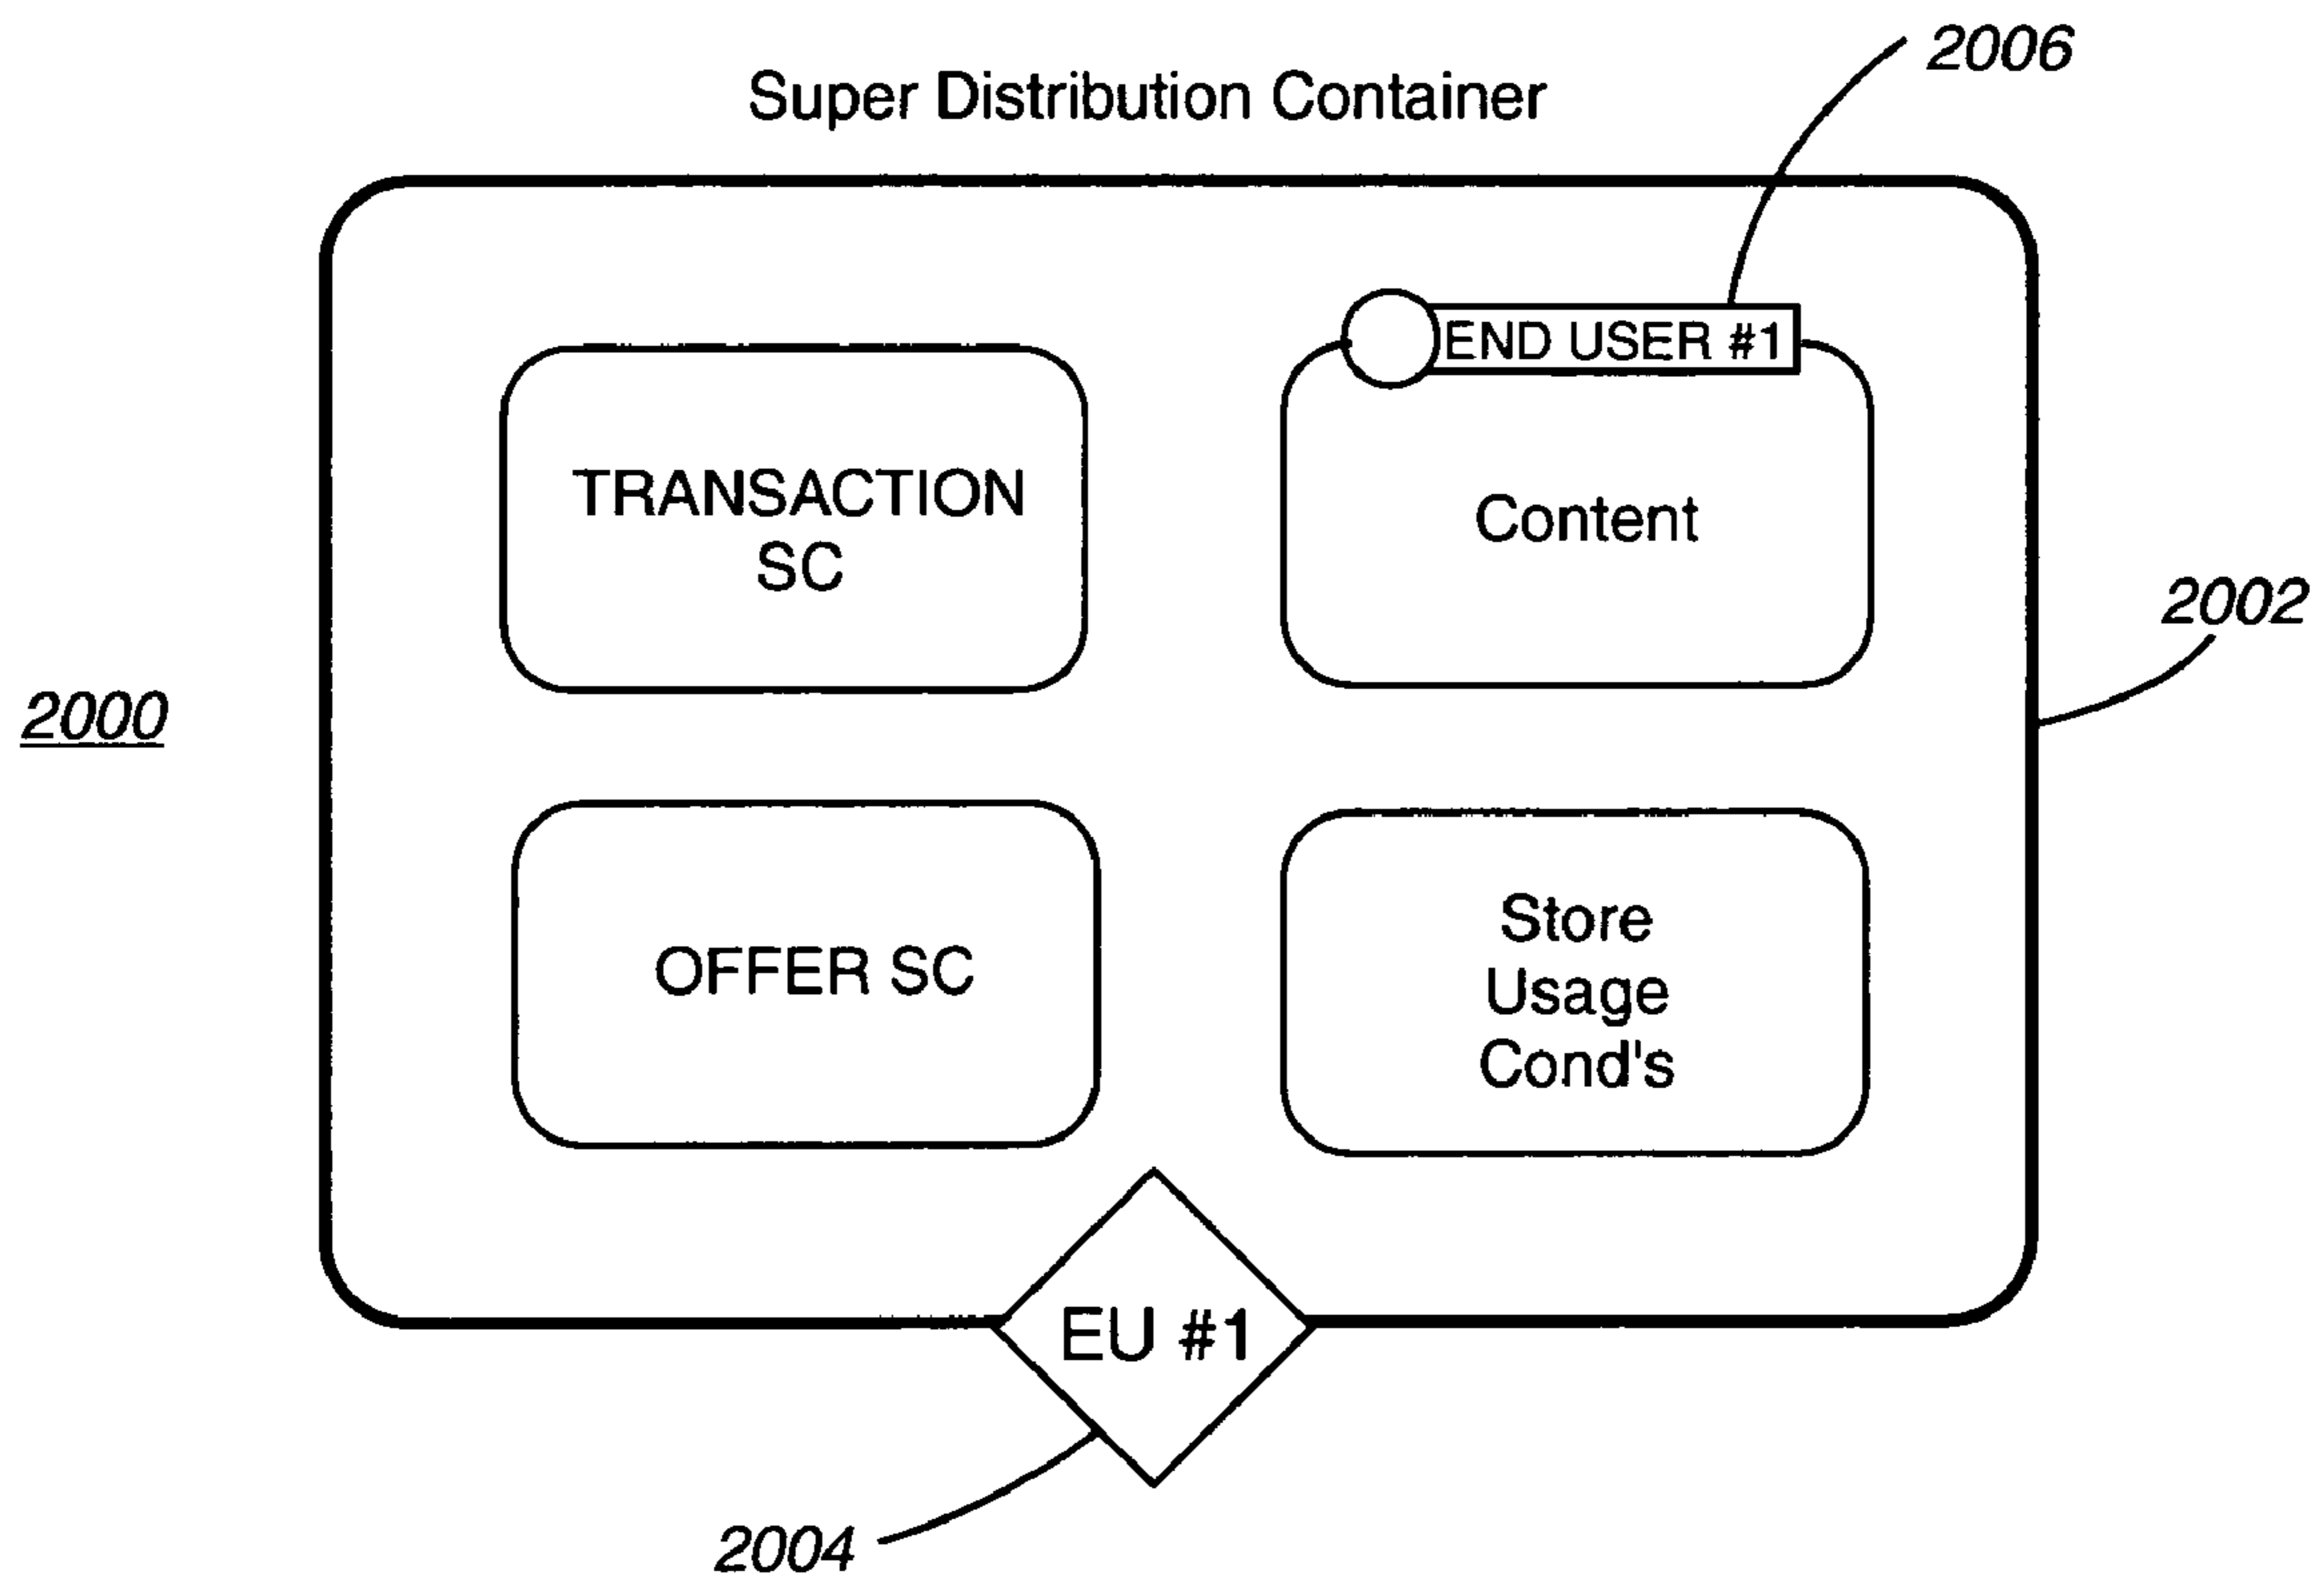 2006
Super Distribution Container
END USER #1
TRANSACTION
SC
Content
2002
2000
OFFER SC
Store
Usage
Cond's
EU #1
2004